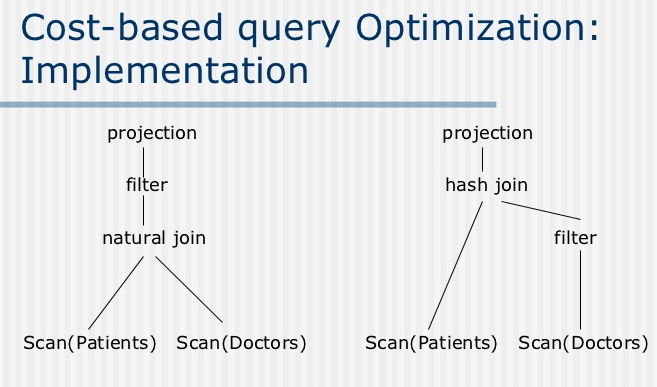 Cost-based query Optimization:
Implementation
projection
filter
natural join
Scan(Patients)
Scan(Doctors)
projection
hash join
filter
Scan(Patients)
Scan(Doctors)